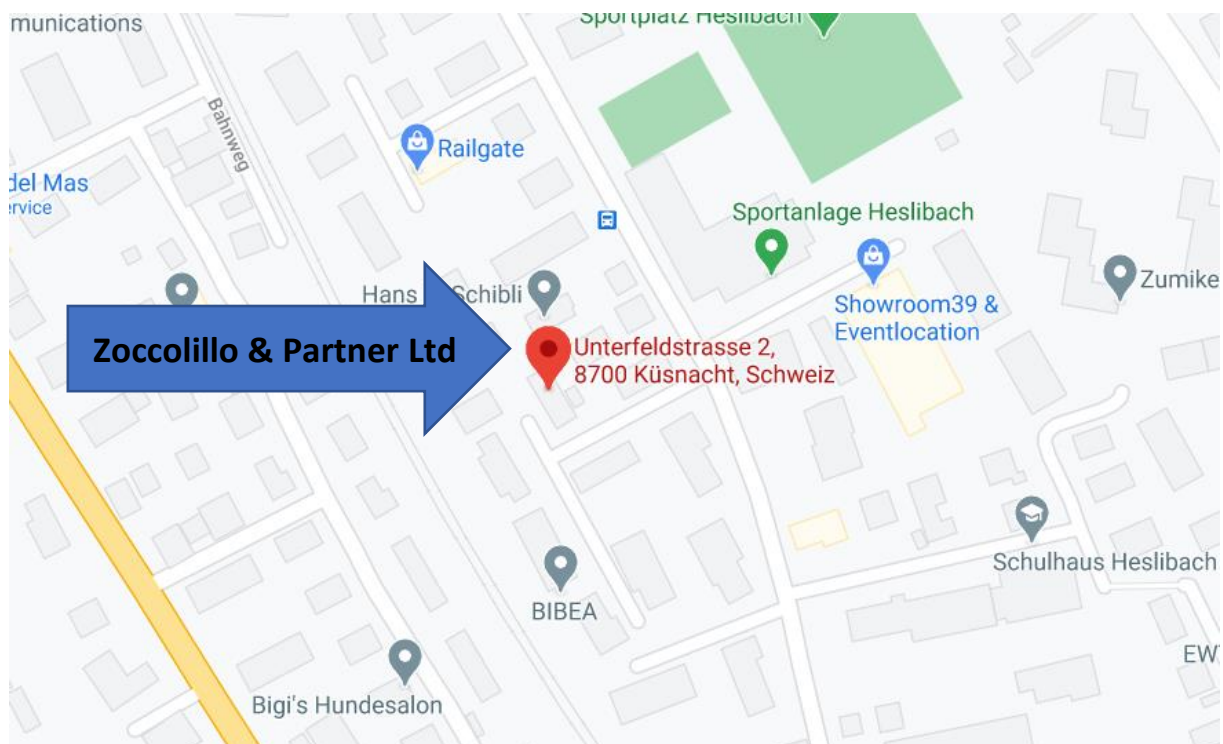 munications
Sportplatz Heslibach
Bahnweg
Railgate
del Mas
ervice
Sportanlage Heslibach
Zumike
Hans
Schibli
Showroom39 &
Eventlocation
Zoccolillo & Partner Ltd
Unterfeldstrasse 2,
8700 Küsnacht, Schweiz
Schulhaus Heslibach
BIBEA
EW
Bigi's Hundesalon